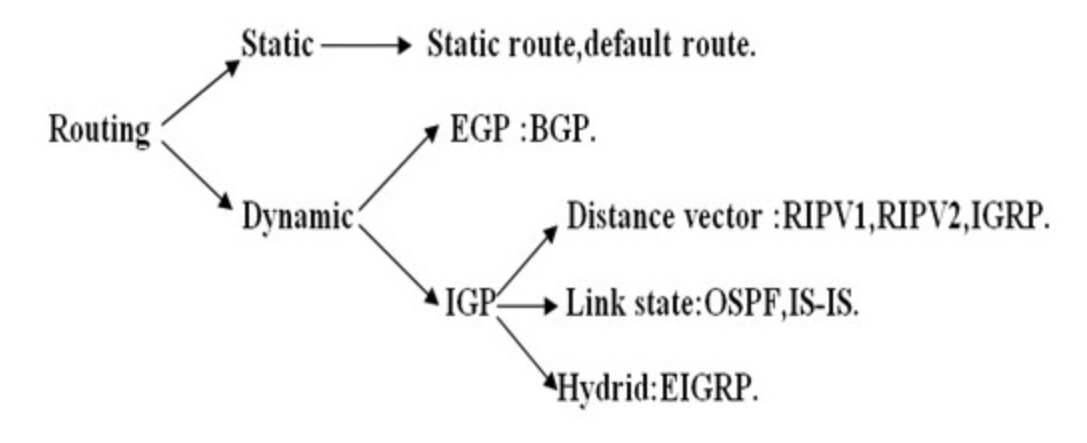 Static
Static route,default route.
Routing
EGP :BGP.
Dynamic
Distance vector :RIPV1,RIPV2,IGRP.
IGP
Link state:OSPF,IS-IS.
Hydrid:EIGRP.